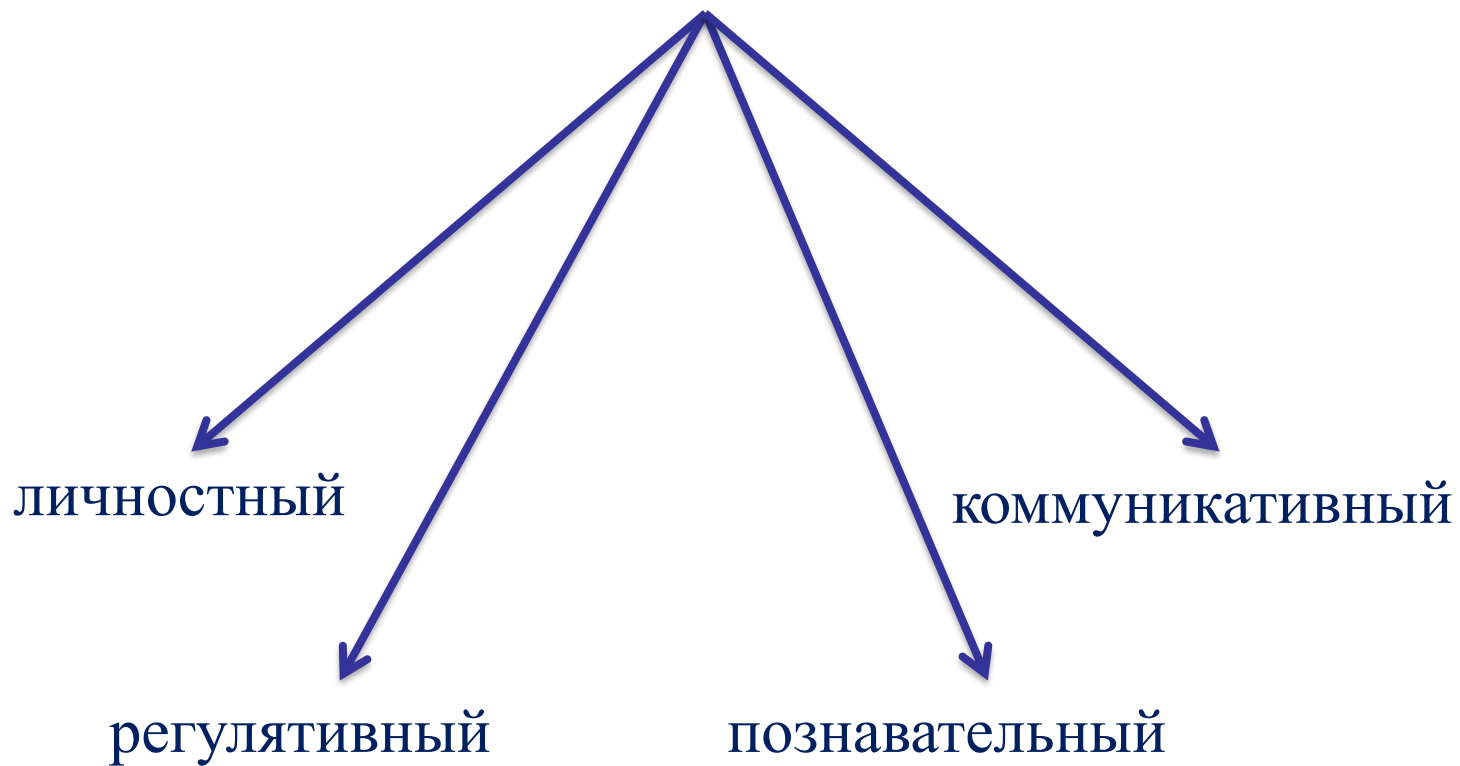 личностный
коммуникативный
регулятивный
познавательный